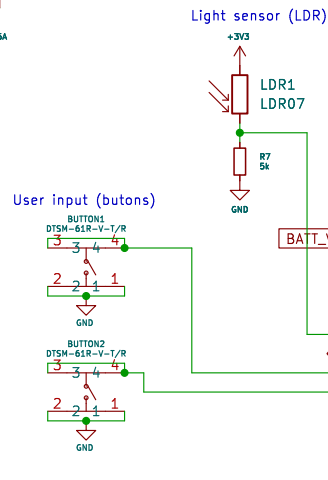 Light sensor (LDR)
+3V3
LDR1
LDR07
R7
5k
GND
User input (butons)
BUTTON1
DTSM-61R-V-T/R
3 3 4 4
2 2 1 1
GND
BATT_V
BUTTON2
DTSM-61R-V-T/R
3 3 4 4
2 2 1 1
GND